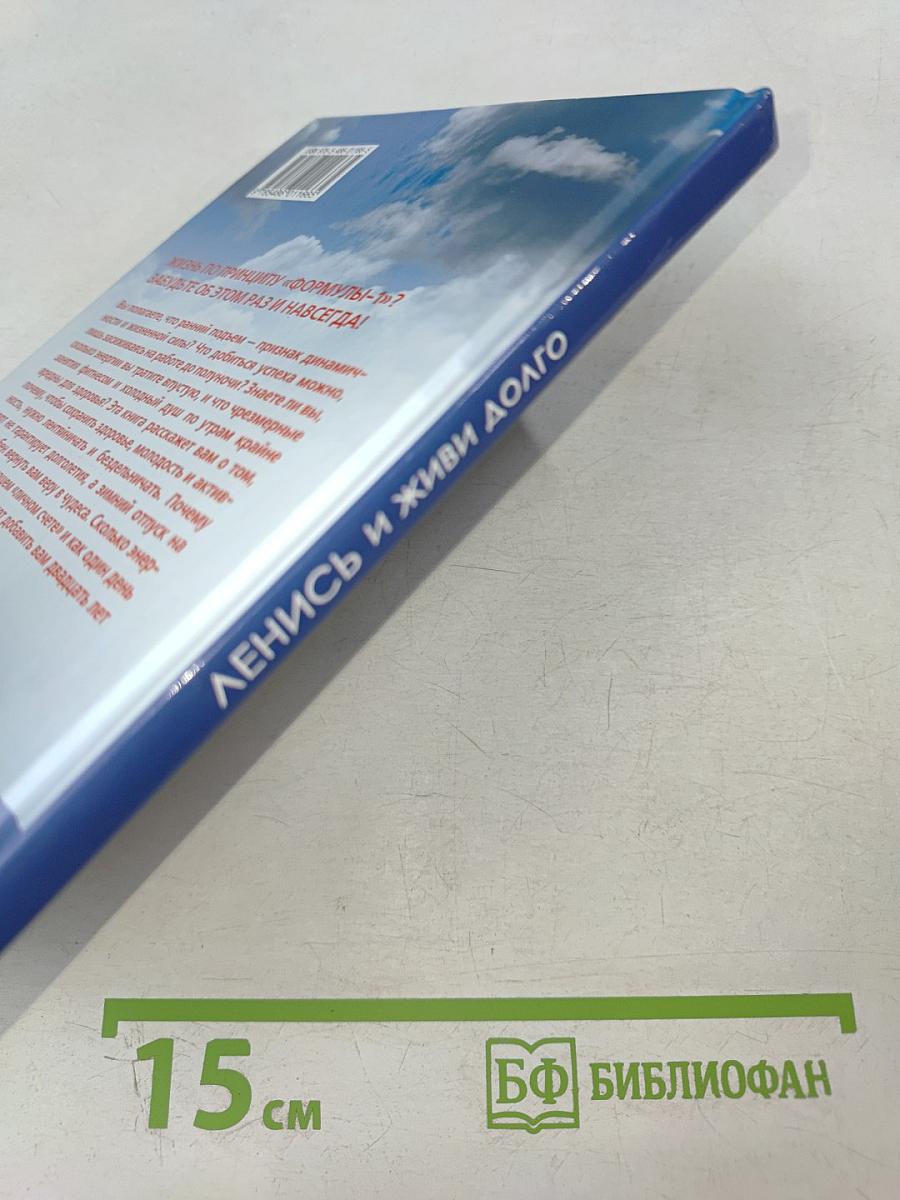 ЖИЗНЬ ПО ПРИНЦИПУ «ФОРМУЛЫ-1»?
ЗАБУДЬТЕ ОБ ЭТОМ РАЗ И НАВСЕГДА!
Вы полагаете, что ранний подъем – признак динамич-
ности и жизненной силы? Что добиться успеха можно,
лишь засиживаясь на работе до полуночи? Знаете ли вы,
сколько энергии вы тратите впустую, и что чрезмерные
занятия фитнесом и холодный душ по утрам крайне
вредны для здоровья? Эта книга расскажет вам о том,
почему, чтобы сохранить здоровье, молодость и актив-
ность, нужно лентяйничать и бездельничать. Почему
не гарантирует долголетия, а зимний отпуск на
вернуть вам веру в чудеса. Сколько энер-
«личном счете» и как один день
добавить вам двадцать лет
ЛЕНИСЬ И ЖИВИ ДОЛГО
15 см
БФ БИБЛИОФАН